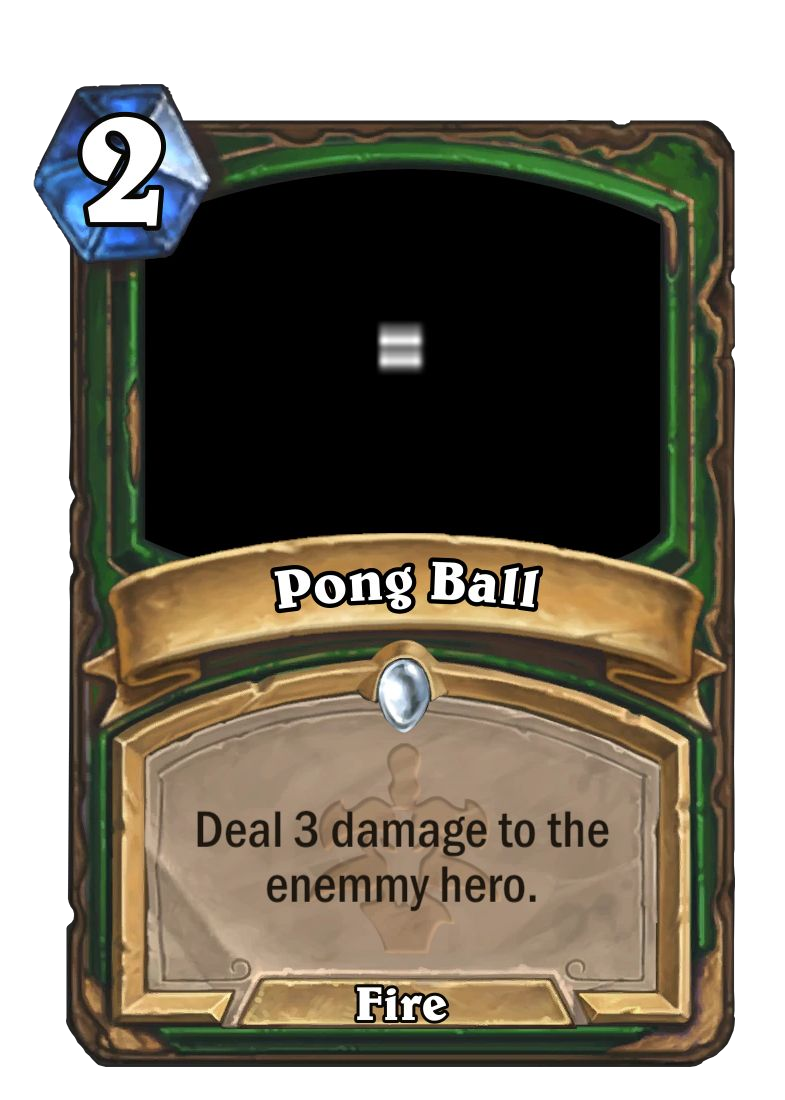 2
Pong Ball
Deal 3 damage to the
enemmy hero.
Fire